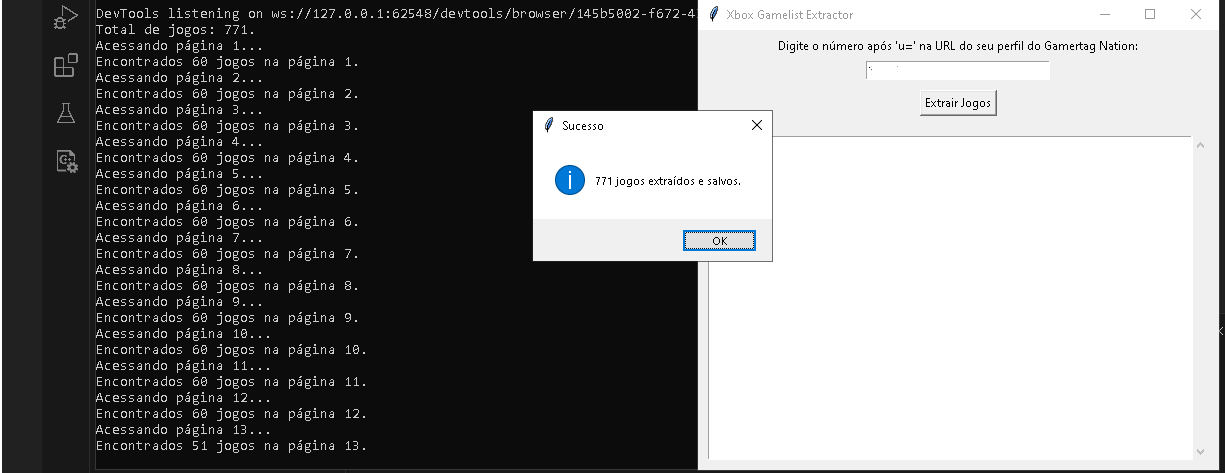 DevTools listening on ws://127.0.0.1:62548/devtools/browser/145b5002-f672-4
Total de jogos: 771.
Acessando página 1...
Encontrados 60 jogos na página 1.
Acessando página 2...
Encontrados 60 jogos na página 2.
Acessando página 3...
Encontrados 60 jogos na página 3.
Acessando página 4...
Encontrados 60 jogos na página 4.
Acessando página 5...
Encontrados 60 jogos na página 5.
Acessando página 6...
Encontrados 60 jogos na página 6.
Acessando página 7...
Encontrados 60 jogos na página 7.
Acessando página 8...
Encontrados 60 jogos na página 8.
Acessando página 9...
Encontrados 60 jogos na página 9.
Acessando página 10...
Encontrados 60 jogos na página 10.
Acessando página 11...
Encontrados 60 jogos na página 11.
Acessando página 12...
Encontrados 60 jogos na página 12.
Acessando página 13...
Encontrados 51 jogos na página 13.
Xbox Gamelist Extractor
Digite o número após 'u=' na URL do seu perfil do Gamertag Nation:
Extrair Jogos
Sucesso
771 jogos extraídos e salvos.
OK